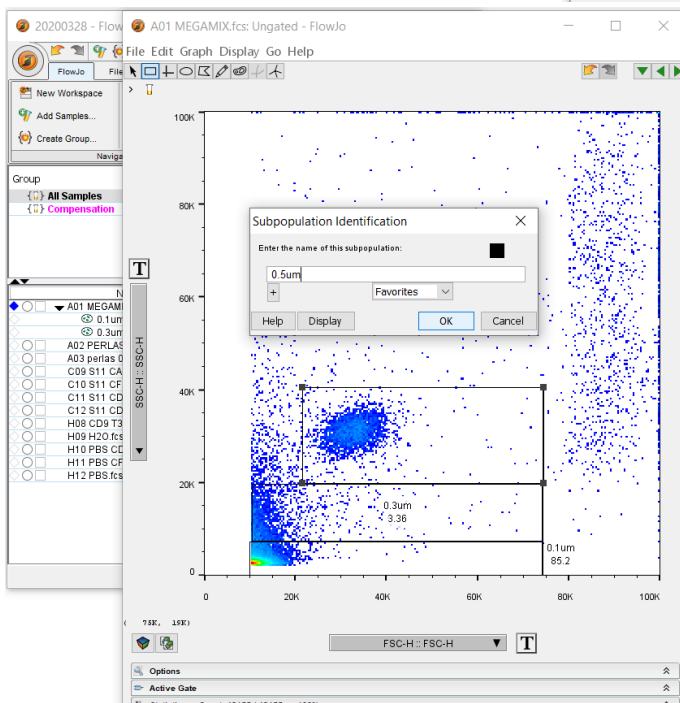 20200328 - Flow
A01 MEGAMIX.fcs: Ungated - FlowJo
File Edit Graph Display Go Help
FlowJo
File
New Workspace
Add Samples...
Create Group...
Naviga
Group
All Samples
Compensation
N
A01 MEGAMI
0.1um
0.3um
A02 PERLAS
A03 perlas 0
C09 S11 CA
C10 S11 CF
C11 S11 CD
C12 S11 CD
H08 CD9 T3
H09 H2O.fcs
H10 PBS CD
H11 PBS CF
H12 PBS.fcs
T
SSC-H :: SSC-H
100K
80K
60K
40K
20K
0
Subpopulation Identification
Enter the name of this subpopulation:
0.5um
+
Favorites
Help
Display
OK
Cancel
0.3um
3.36
0.1um
85.2
0
20K
40K
60K
80K
100K
( 75K, 19K)
FSC-H :: FSC-H
T
Options
Active Gate